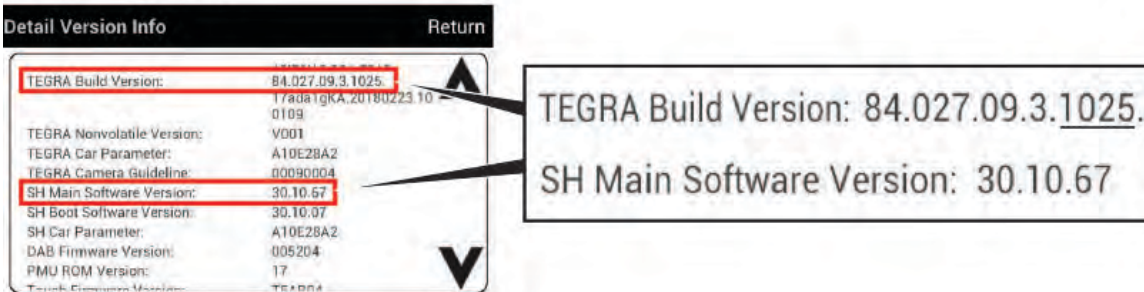 Detail Version Info Return
TEGRA Build Version: 84.027.09.3.1025.
17ada1gKA.20180223.10
0109
TEGRA Nonvolatile Version: V001
TEGRA Car Parameter: A10E28A2
TEGRA Camera Guideline: 00090004
SH Main Software Version: 30.10.67
SH Boot Software Version: 30.10.07
SH Car Parameter: A10E28A2
DAB Firmware Version: 005204
PMU ROM Version: 17
TEGRA Build Version: 84.027.09.3.1025.
SH Main Software Version: 30.10.67